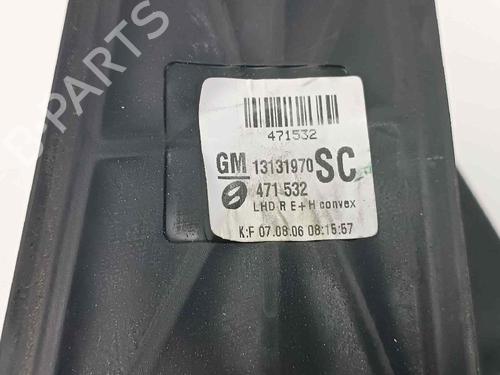 471532
GM 13131970 SC
471 532
LHD R E+H convex
K:F 07.08.06 08:15:57
B-PARTS